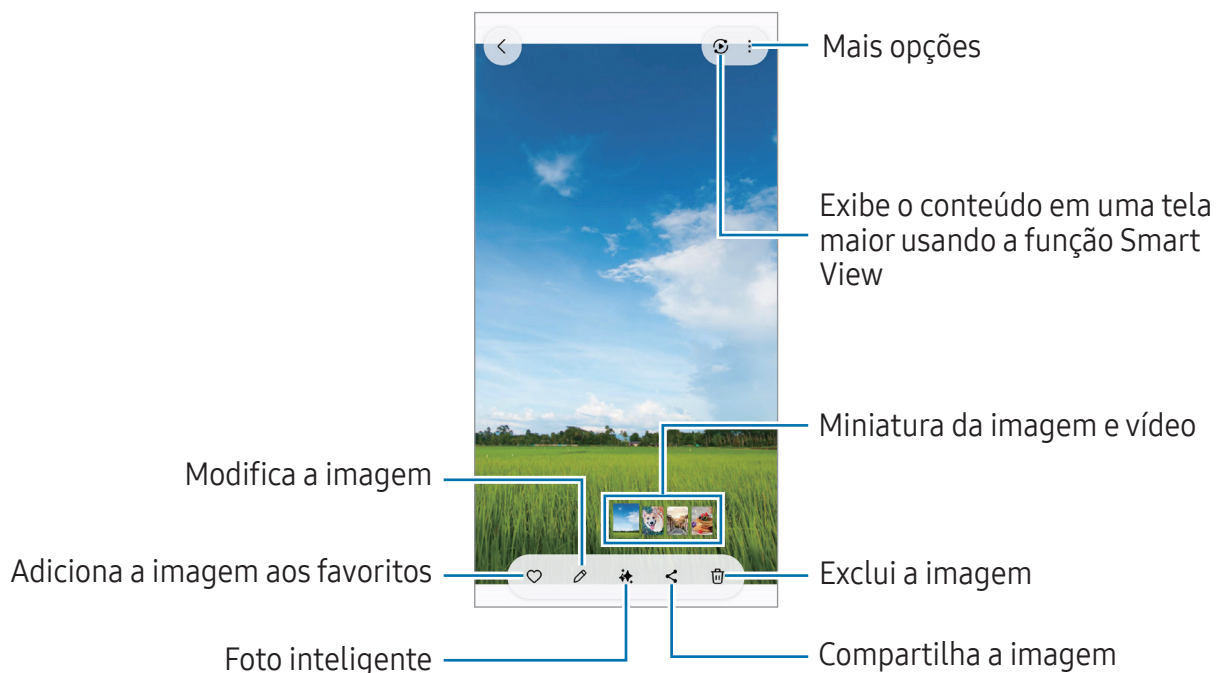 Mais opções
Exibe o conteúdo em uma tela
maior usando a função Smart
View
Miniatura da imagem e vídeo
Modifica a imagem
Adiciona a imagem aos favoritos
Exclui a imagem
Foto inteligente
Compartilha a imagem